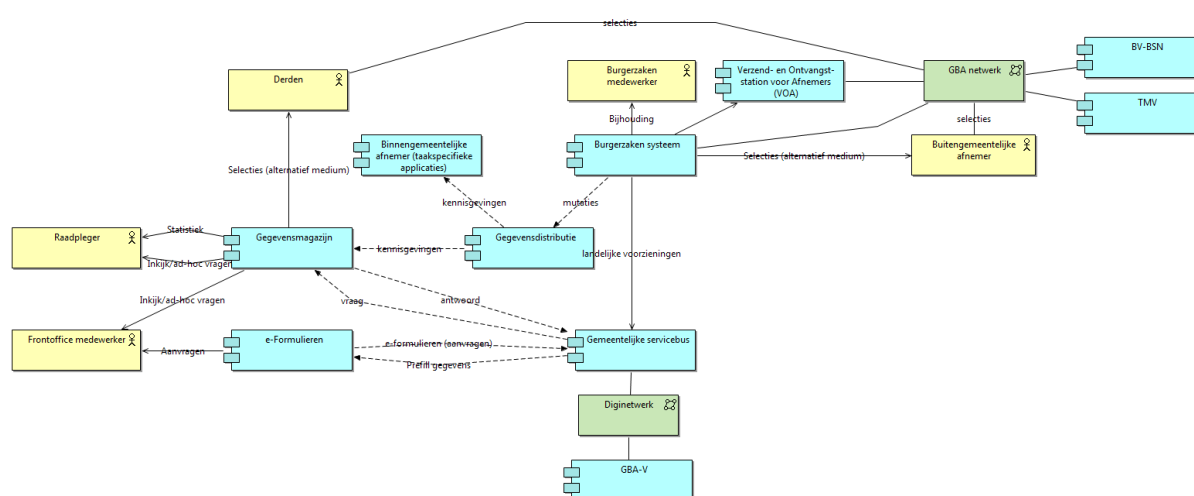 selecties
BV-BSN
Derden
Burgerzaken
medewerker
Verzend- en Ontvangst-
station voor Afnemers
(VOA)
GBA netwerk
TMV
Bijhouding
selecties
Binnengemeentelijke
afnemer (taakspecifieke
applicaties)
Burgerzaken systeem
Selecties (alternatief medium)
Buitengemeentelijke
afnemer
Selecties (alternatief medium)
kennisgevingen
mutaties
Statistiek
Raadpleger
Gegevensmagazijn
kennisgevingen
Gegevensdistributie
landelijke voorzieningen
Inkijk/ad-hoc vragen
Inkijk/ad-hoc vragen
vraag
antwoord
Frontoffice medewerker
Aanvragen
e-Formulieren
e-formulieren (aanvragen)
Prefill gegevens
Gemeentelijke servicebus
Diginetwerk
GBA-V